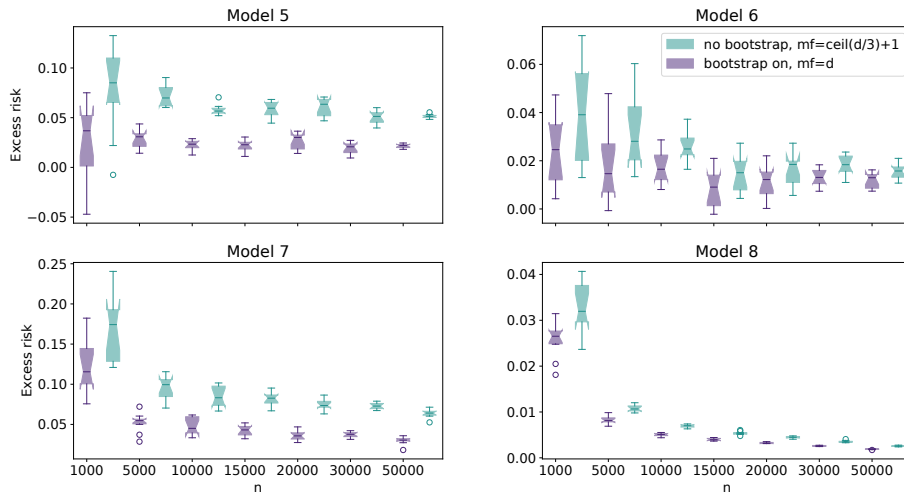 Model 5
Model 6
Excess risk
0.10
0.05
0.00
−0.05
0.06
0.04
0.02
0.00
no bootstrap, mf=ceil(d/3)+1
bootstrap on, mf=d
Model 7
Model 8
Excess risk
0.25
0.20
0.15
0.10
0.05
0.04
0.03
0.02
0.01
0.00
1000 5000 10000 15000 20000 30000 50000
1000 5000 10000 15000 20000 30000 50000
n
n